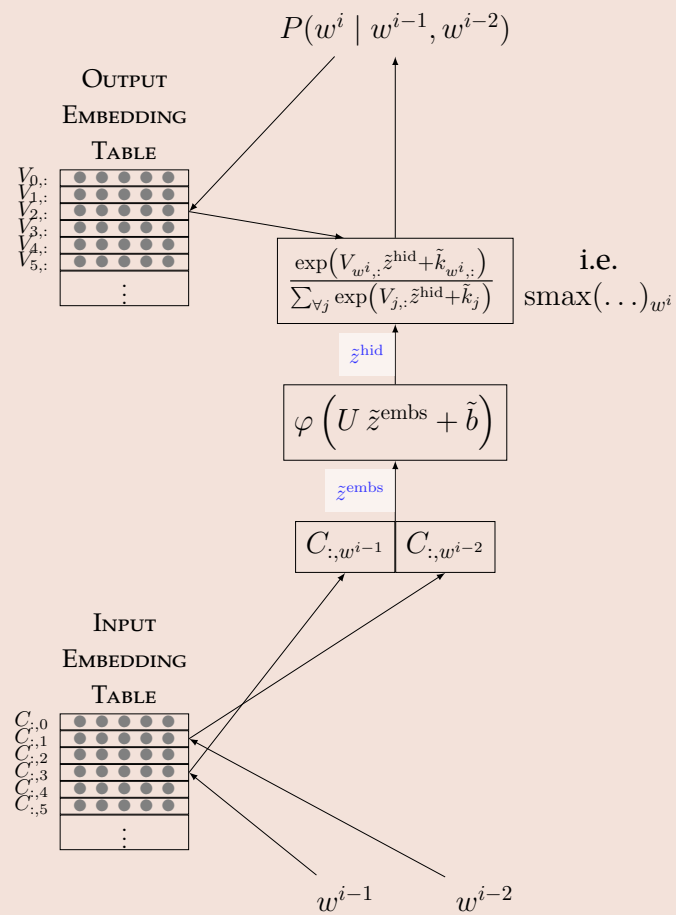 P(w^i | w^{i−1}, w^{i−2})
OUTPUT
EMBEDDING
TABLE
V_{0,:}
V_{1,:}
V_{2,:}
V_{3,:}
V_{4,:}
V_{5,:}
⋮
exp(V_{w^i,:} z̃^{hid} + k̃_{w^i,:})
∑_{∀j} exp(V_{j,:} z̃^{hid} + k̃_j)
i.e.
smax(…)_{w^i}
z̃^{hid}
φ(U z̃^{embs} + b̃)
z̃^{embs}
C_{:,w^{i−1}} C_{:,w^{i−2}}
INPUT
EMBEDDING
TABLE
C_{:,0}
C_{:,1}
C_{:,2}
C_{:,3}
C_{:,4}
C_{:,5}
⋮
w^{i−1} w^{i−2}